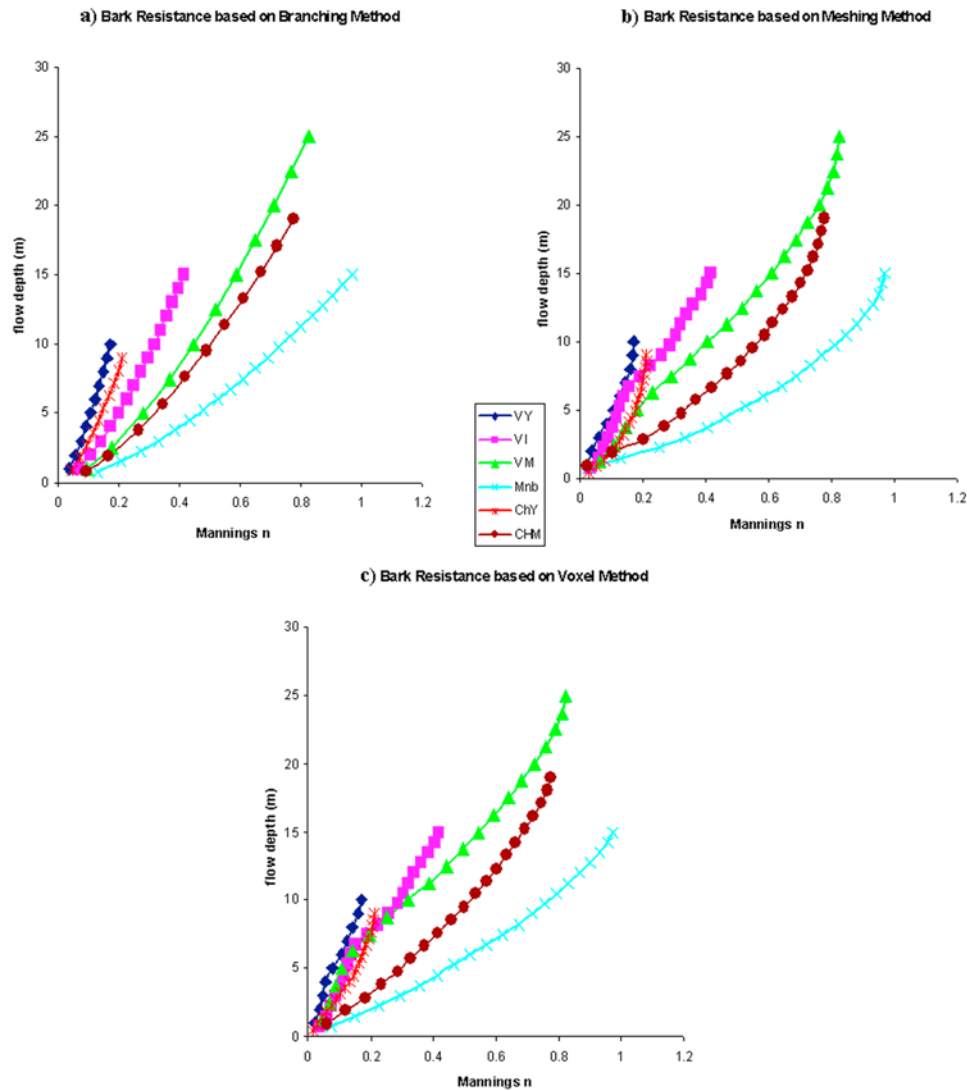 a) Bark Resistance based on Branching Method
30
25
20
15
10
5
0
flow depth (m)
0
0.2
0.4
0.6
0.8
1
1.2
Mannings n
b) Bark Resistance based on Meshing Method
30
25
20
15
10
5
0
flow depth (m)
0
0.2
0.4
0.6
0.8
1
1.2
Mannings n
VY
VI
VM
Mnb
ChY
CHM
c) Bark Resistance based on Voxel Method
30
25
20
15
10
5
0
flow depth (m)
0
0.2
0.4
0.6
0.8
1
1.2
Mannings n